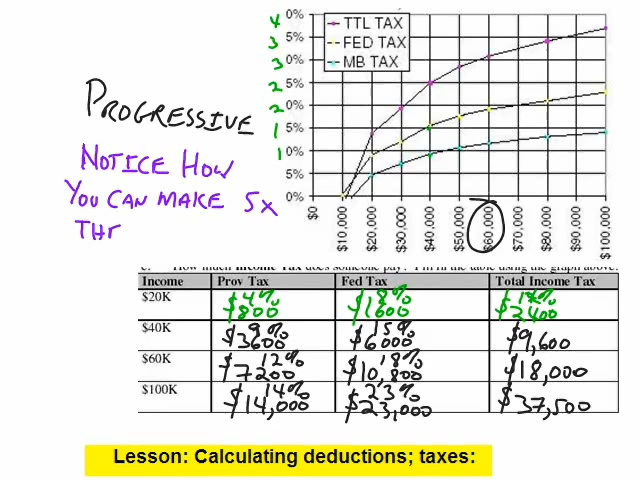 4 0%
TTL TAX
3 5%
FED TAX
3 0%
MB TAX
2 5%
2 0%
1 5%
1 0%
5%
0%
PROGRESSIVE
NOTICE HOW
YOU CAN MAKE 5X
THE
$0 $10,000 $20,000 $30,000 $40,000 $50,000 $60,000 $70,000 $80,000 $90,000 $100,000
How much Income Tax does someone pay? Fill in the table using the graph above.
Income Prov Tax Fed Tax Total Income Tax
$20K 4% $800 8% $1600 12% $2400
$40K 9% $3600 15% $6000 $9,600
$60K 12% $7200 18% $10,800 $18,000
$100K 14% $14,000 23% $23,000 $37,500
Lesson: Calculating deductions; taxes: